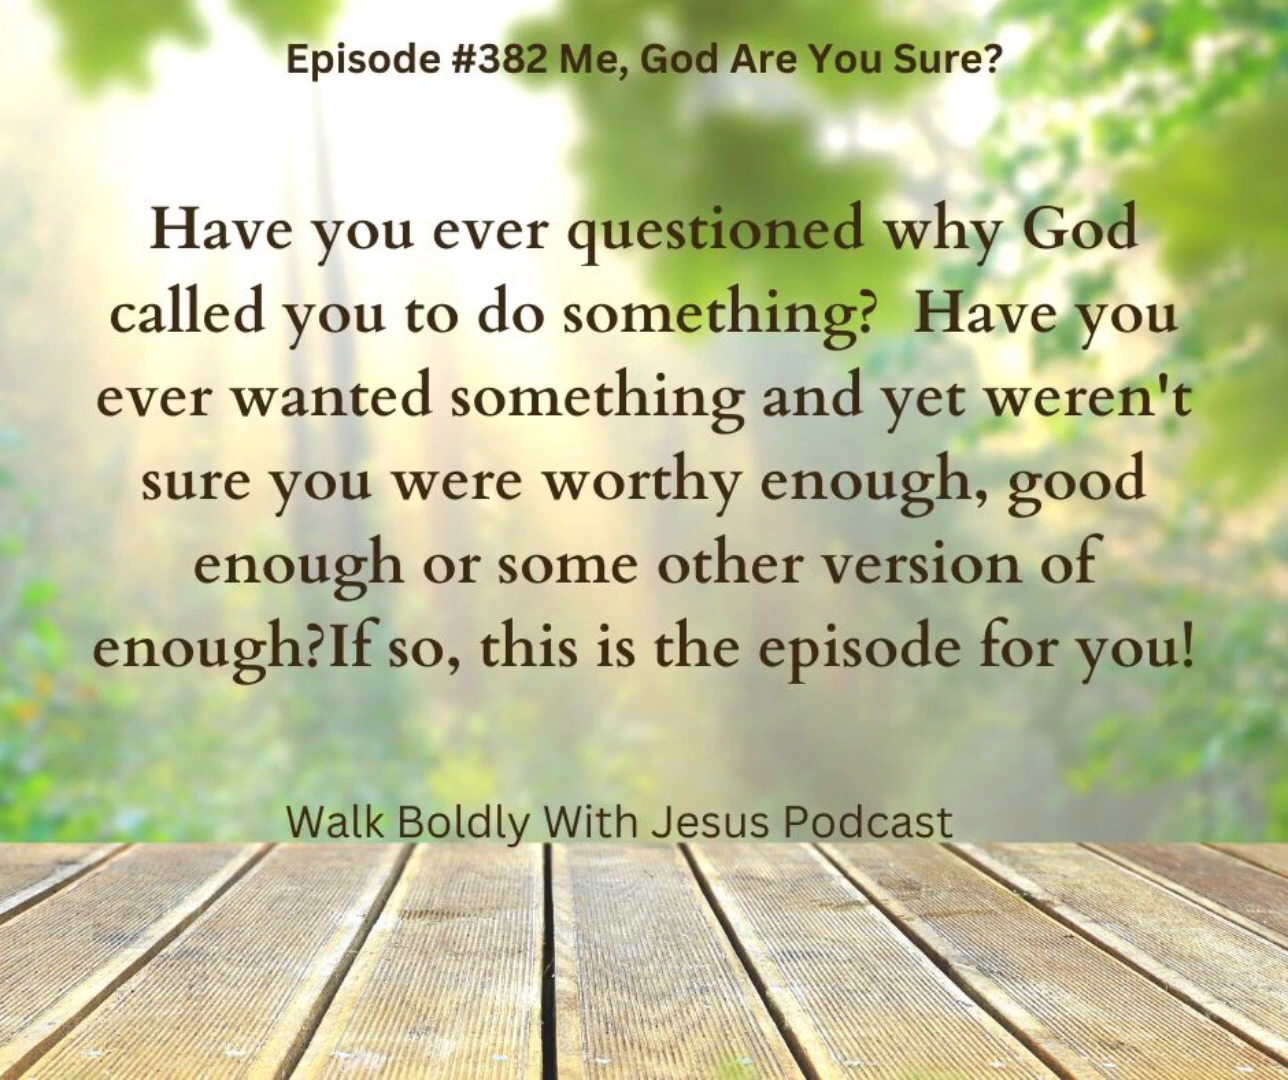 Episode #382 Me, God Are You Sure?
Have you ever questioned why God
called you to do something?  Have you
ever wanted something and yet weren't
sure you were worthy enough, good
enough or some other version of
enough?If so, this is the episode for you!
Walk Boldly With Jesus Podcast